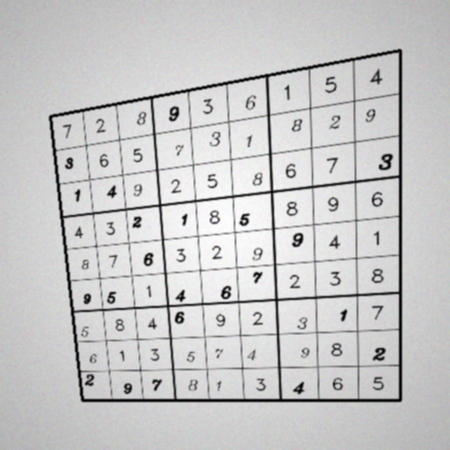 7 2 8 9 3 6 1 5 4
3 6 5 7 3 1 8 2 9
1 4 9 2 5 8 6 7 3
4 3 2 1 8 5 8 9 6
8 7 6 3 2 9 9 4 1
9 5 1 4 6 7 2 3 8
5 8 4 6 9 2 3 1 7
6 1 3 5 7 4 9 8 2
2 9 7 8 1 3 4 6 5